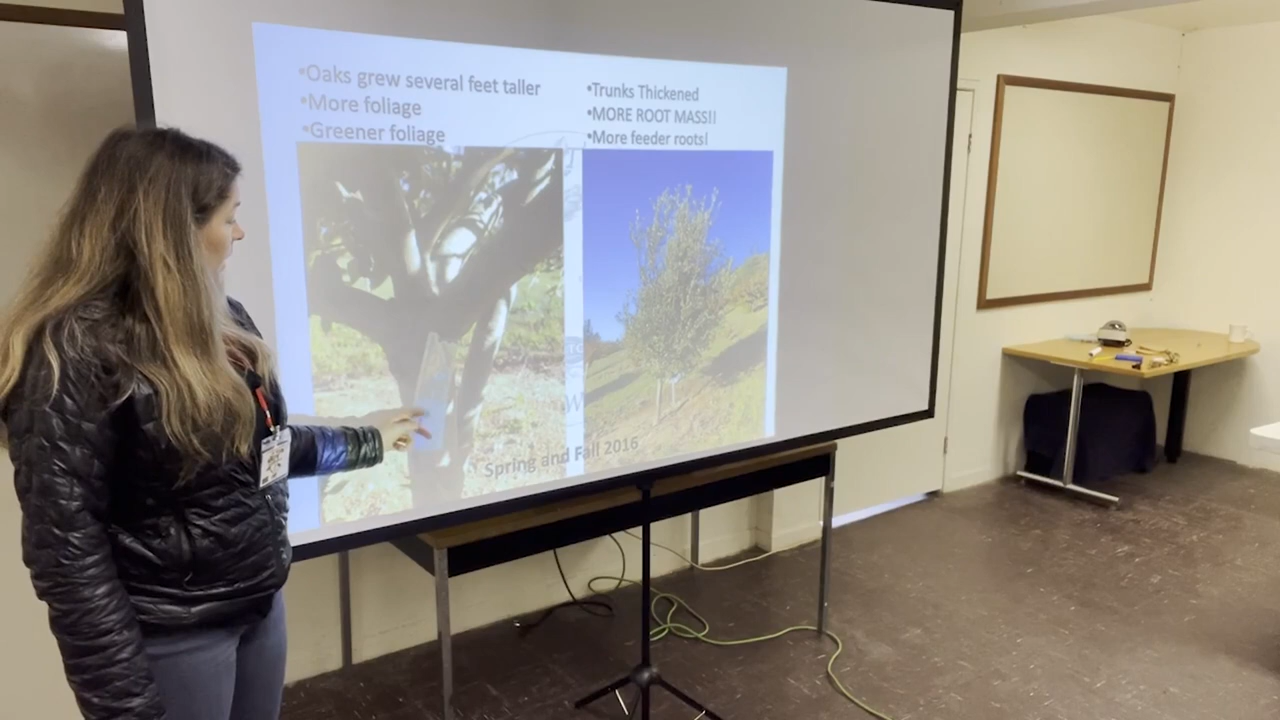 •Oaks grew several feet taller
•More foliage
•Greener foliage
•Trunks Thickened
•MORE ROOT MASS!!
•More feeder roots!
Spring and Fall 2016